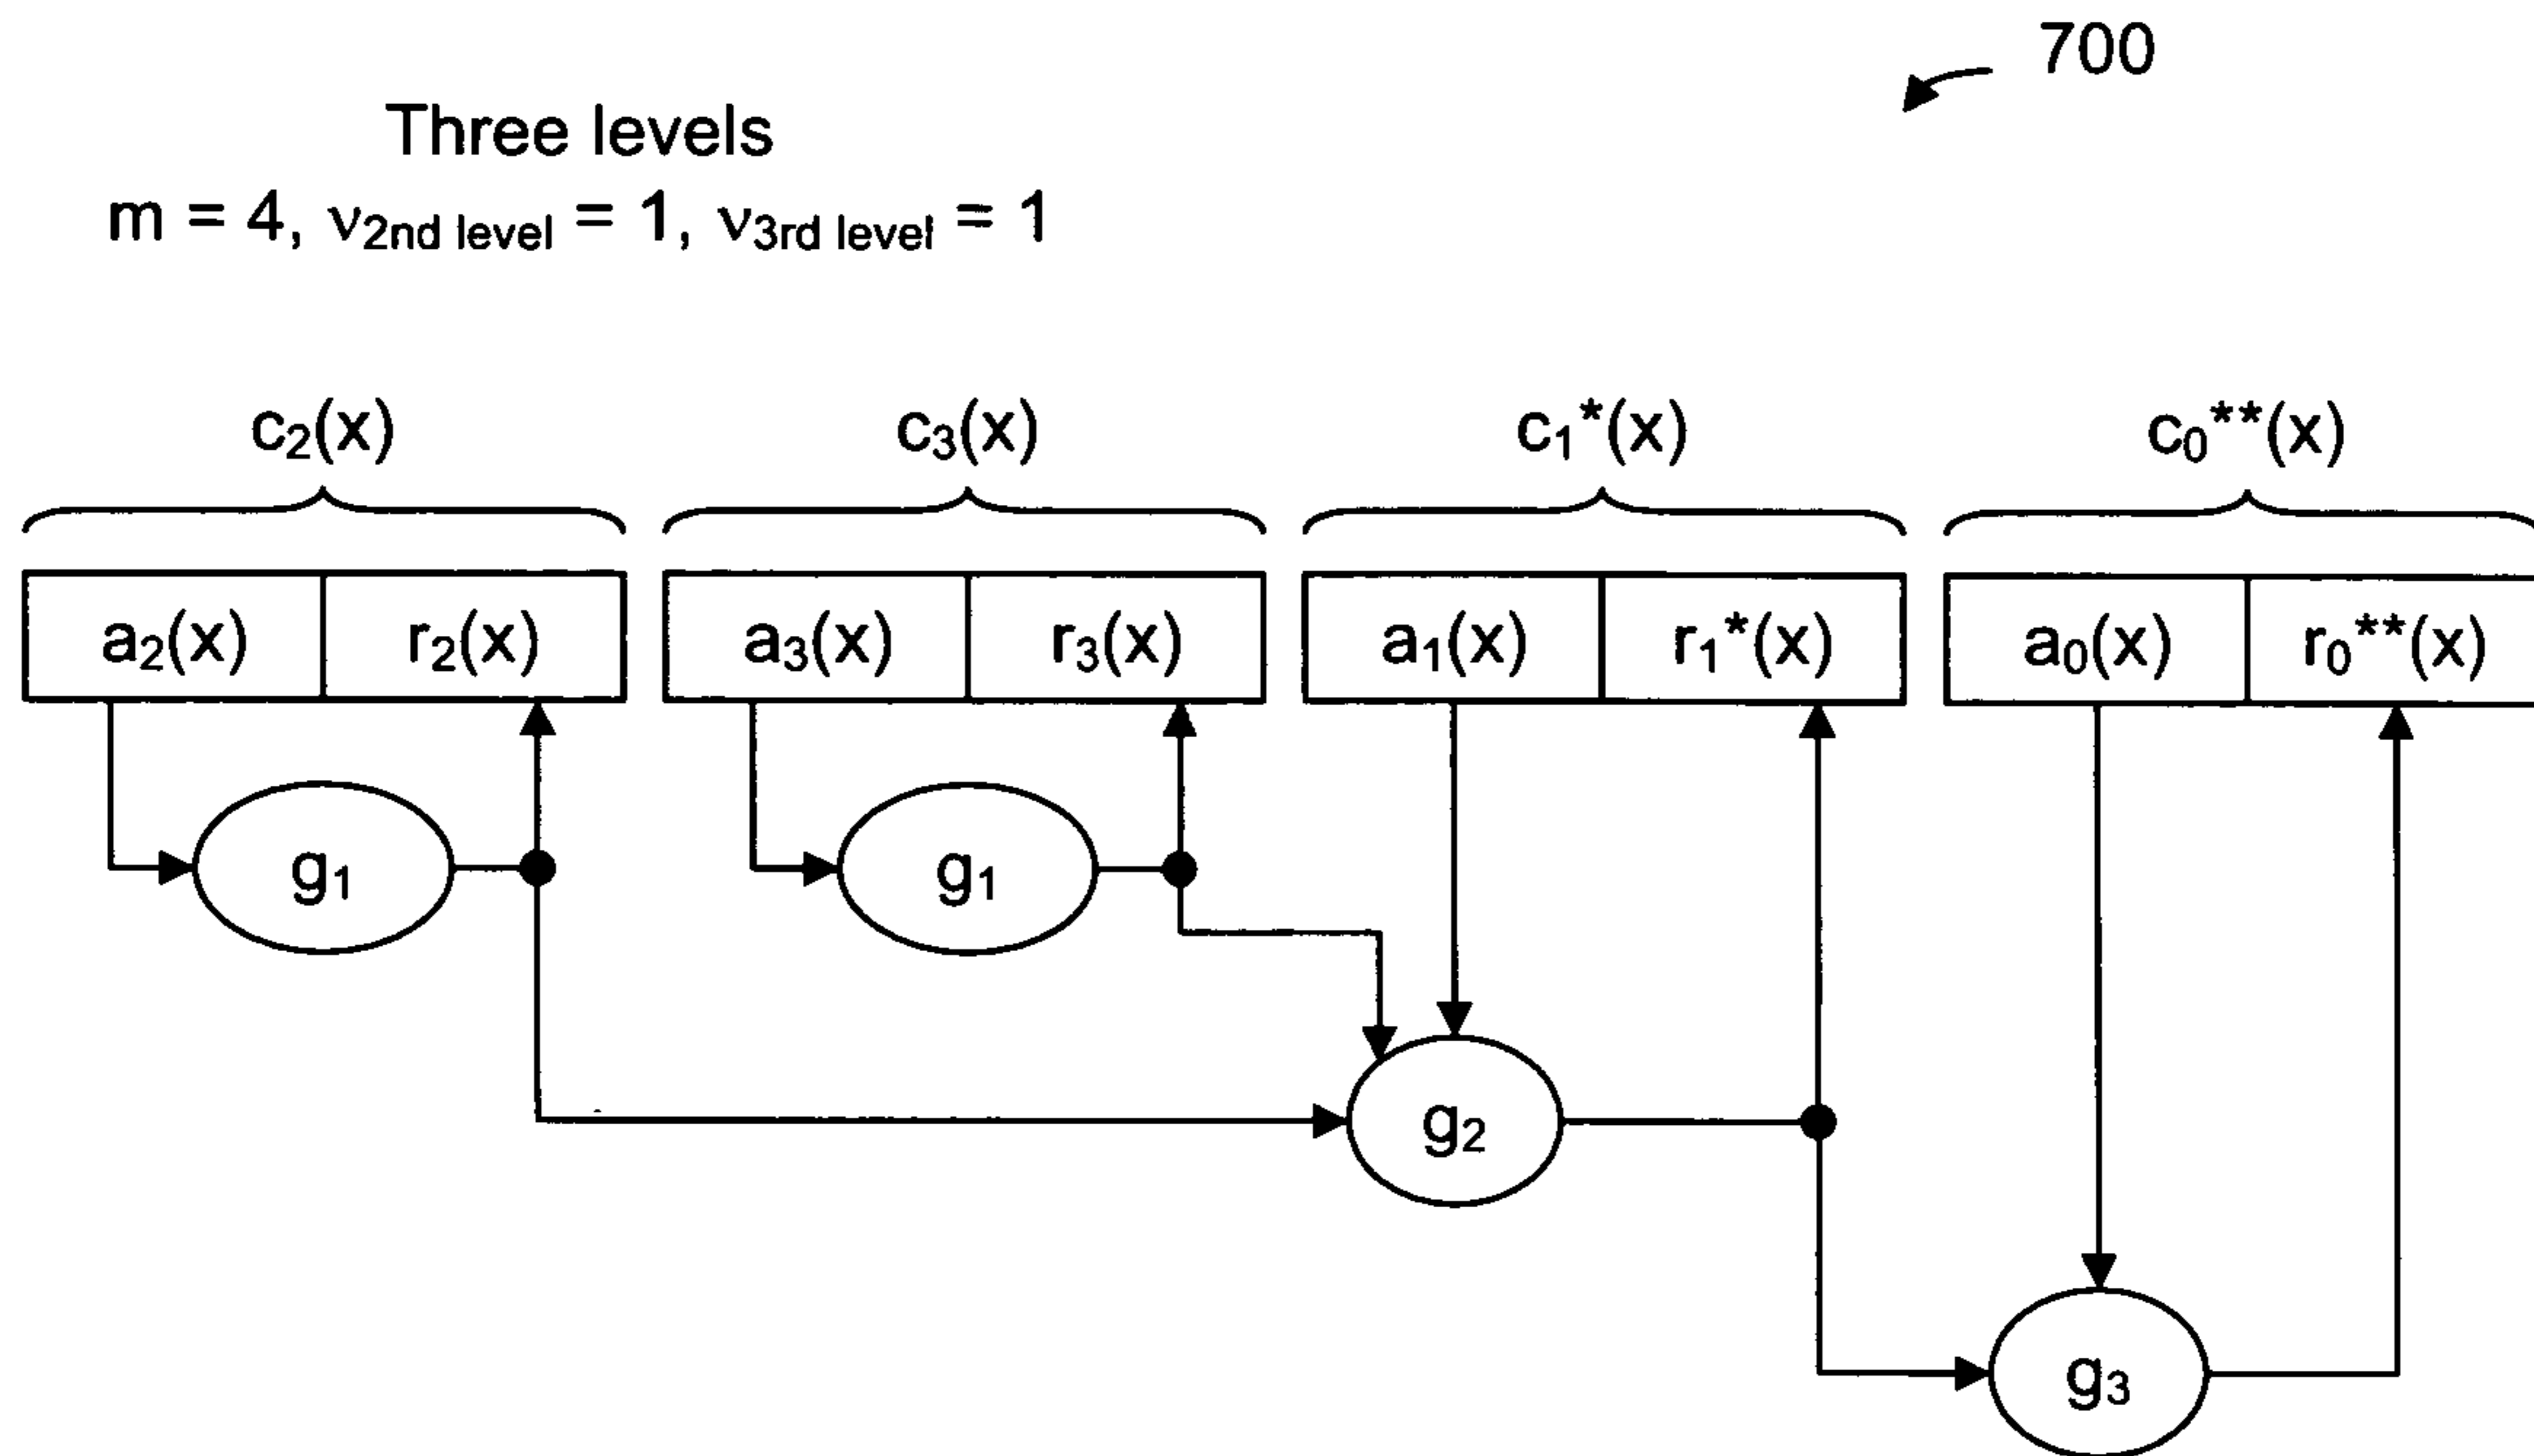 700
Three levels
m = 4, ν2nd level = 1, ν3rd level = 1
c₂(x) c₃(x) c₁*(x) c₀**(x)
a₂(x) r₂(x) a₃(x) r₃(x) a₁(x) r₁*(x) a₀(x) r₀**(x)
g₁ g₁
g₂
g₃